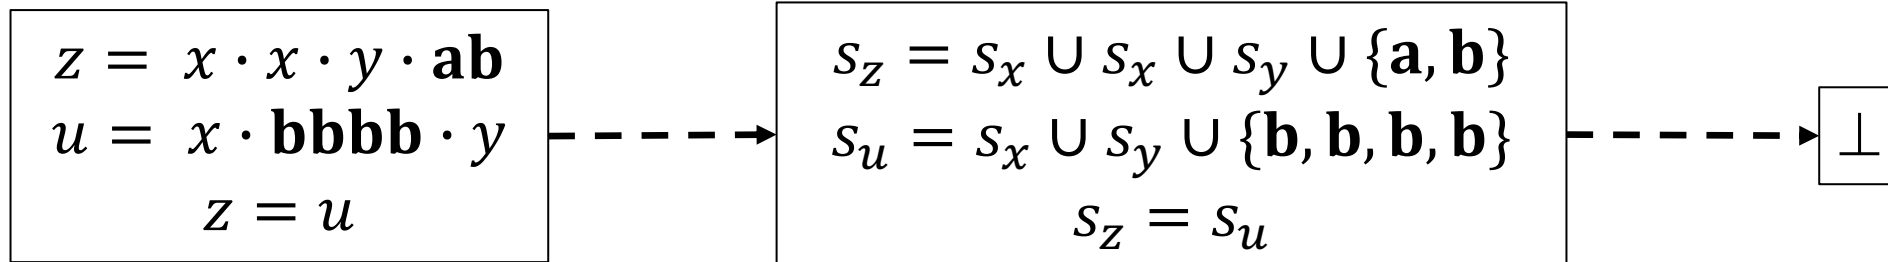 z = x · x · y · ab
u = x · bbbb · y
z = u
s_z = s_x ∪ s_x ∪ s_y ∪ {a, b}
s_u = s_x ∪ s_y ∪ {b, b, b, b}
s_z = s_u
⊥